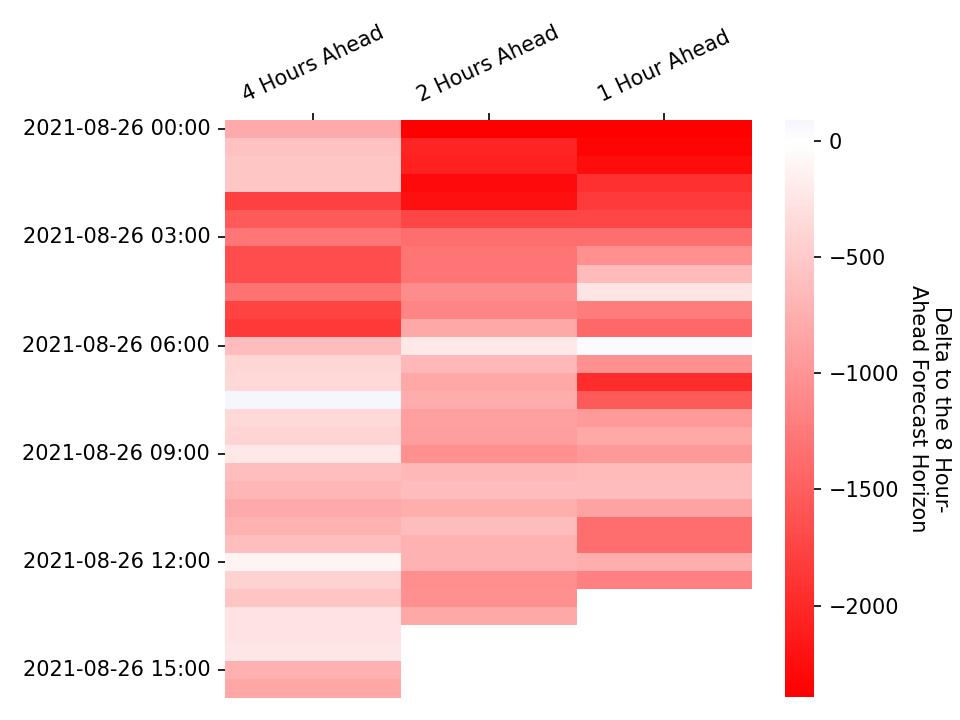 4 Hours Ahead
2 Hours Ahead
1 Hour Ahead
2021-08-26 00:00
2021-08-26 03:00
2021-08-26 06:00
2021-08-26 09:00
2021-08-26 12:00
2021-08-26 15:00
0
−500
−1000
−1500
−2000
Delta to the 8 Hour-
Ahead Forecast Horizon